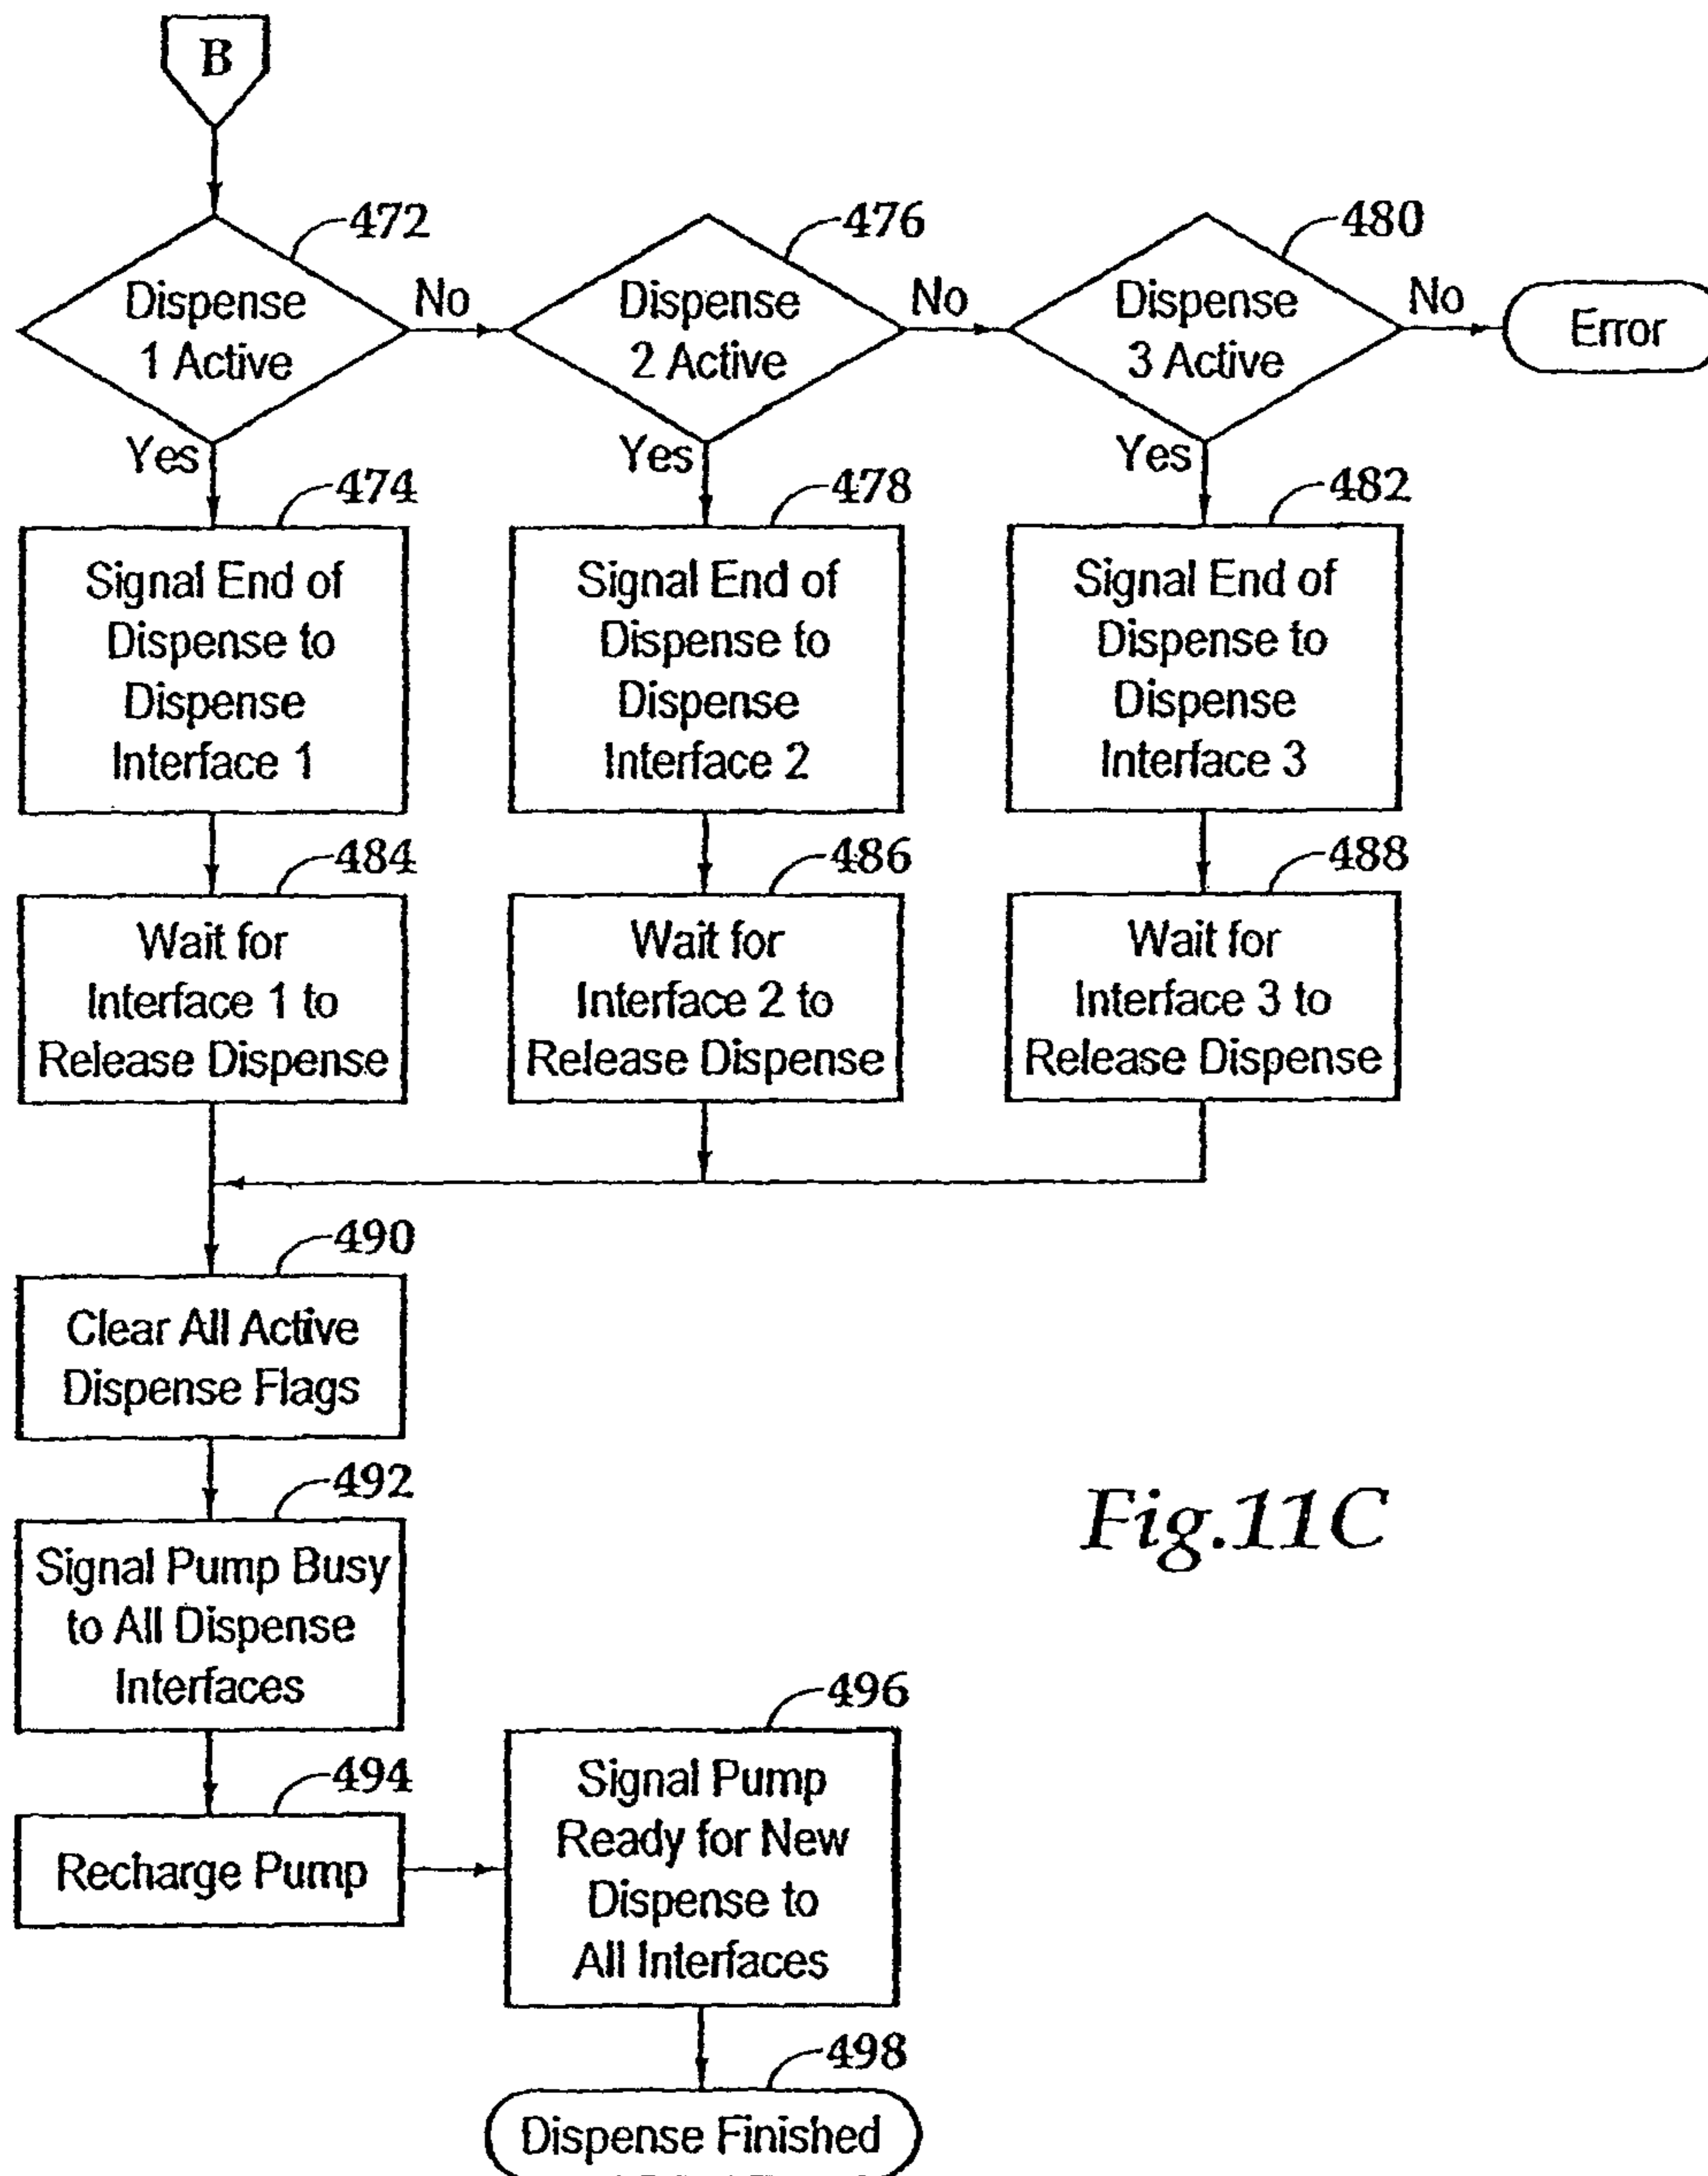 B
472
476
480
Dispense
1 Active
No
Dispense
2 Active
No
Dispense
3 Active
No
Error
Yes
Yes
Yes
474
478
482
Signal End of
Dispense to
Dispense
Interface 1
Signal End of
Dispense to
Dispense
Interface 2
Signal End of
Dispense to
Dispense
Interface 3
484
486
488
Wait for
Interface 1 to
Release Dispense
Wait for
Interface 2 to
Release Dispense
Wait for
Interface 3 to
Release Dispense
490
Clear All Active
Dispense Flags
492
Signal Pump Busy
to All Dispense
Interfaces
494
Recharge Pump
496
Signal Pump
Ready for New
Dispense to
All Interfaces
498
Dispense Finished
Fig.11C